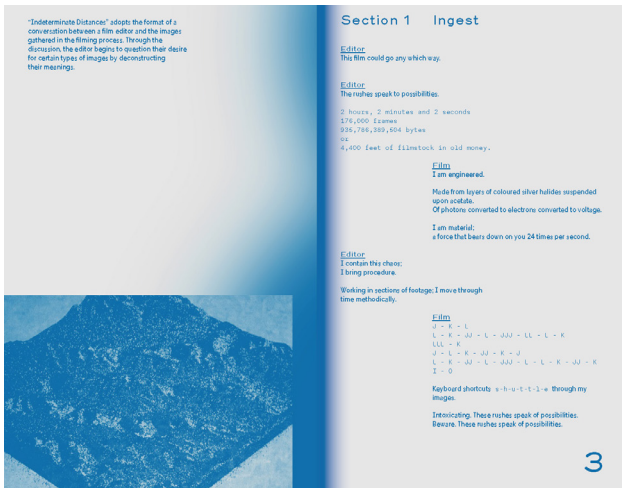 "Indeterminate Distances" adopts the format of a
conversation between a film editor and the images
gathered in the filming process. Through the
discussion, the editor begins to question their desire
for certain types of images by deconstructing
their meanings.
Section 1 Ingest
Editor
This film could go any which way.
Editor
The rushes speak to possibilities.
2 hours, 2 minutes and 2 seconds
176,000 frames
936,786,389,604 bytes
or
4,400 feet of filmstock in old money.
Film
I am engineered.
Made from layers of coloured silver halides suspended
upon acetate.
Of photons converted to electrons converted to voltage.
I am material;
a force that bears down on you 24 times per second.
Editor
I contain this chaos;
I bring procedure.
Working in sections of footage; I move through
time methodically.
Film
J - K - L
L - K - JJ - L - JJJ - LL - L - K
LLL - K
J - L - K - JJ - K - J
L - K - JJ - L - JJJ - L - L - K - JJ - K
I - O
Keyboard shortcuts s-h-u-t-t-l-e through my
images.
Intoxicating. These rushes speak of possibilities.
Beware. These rushes speak of possibilities.
3